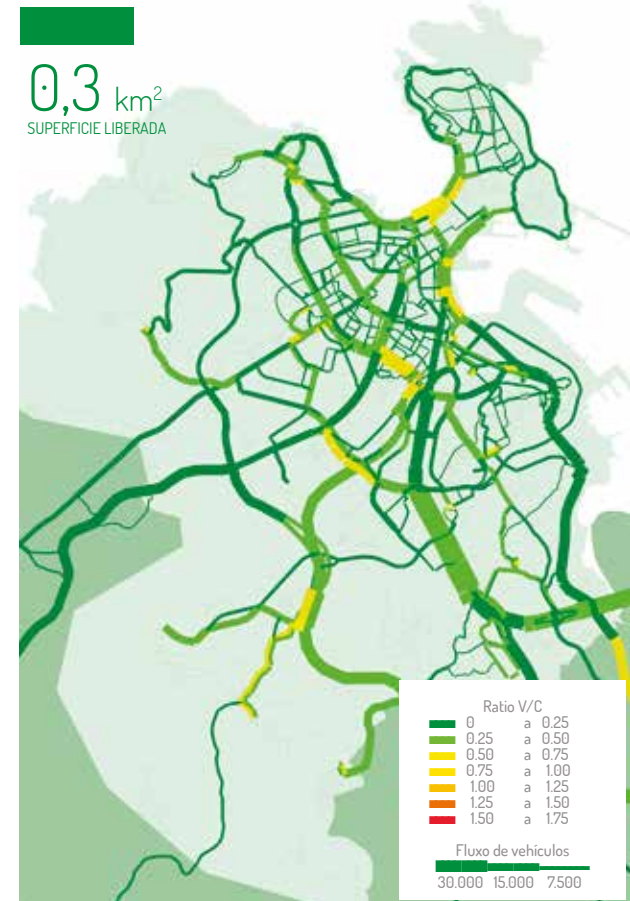 0,3 km²
SUPERFICIE LIBERADA
Ratio V/C
0 a 0.25
0.25 a 0.50
0.50 a 0.75
0.75 a 1.00
1.00 a 1.25
1.25 a 1.50
1.50 a 1.75
Fluxo de vehículos
30.000 15.000 7.500